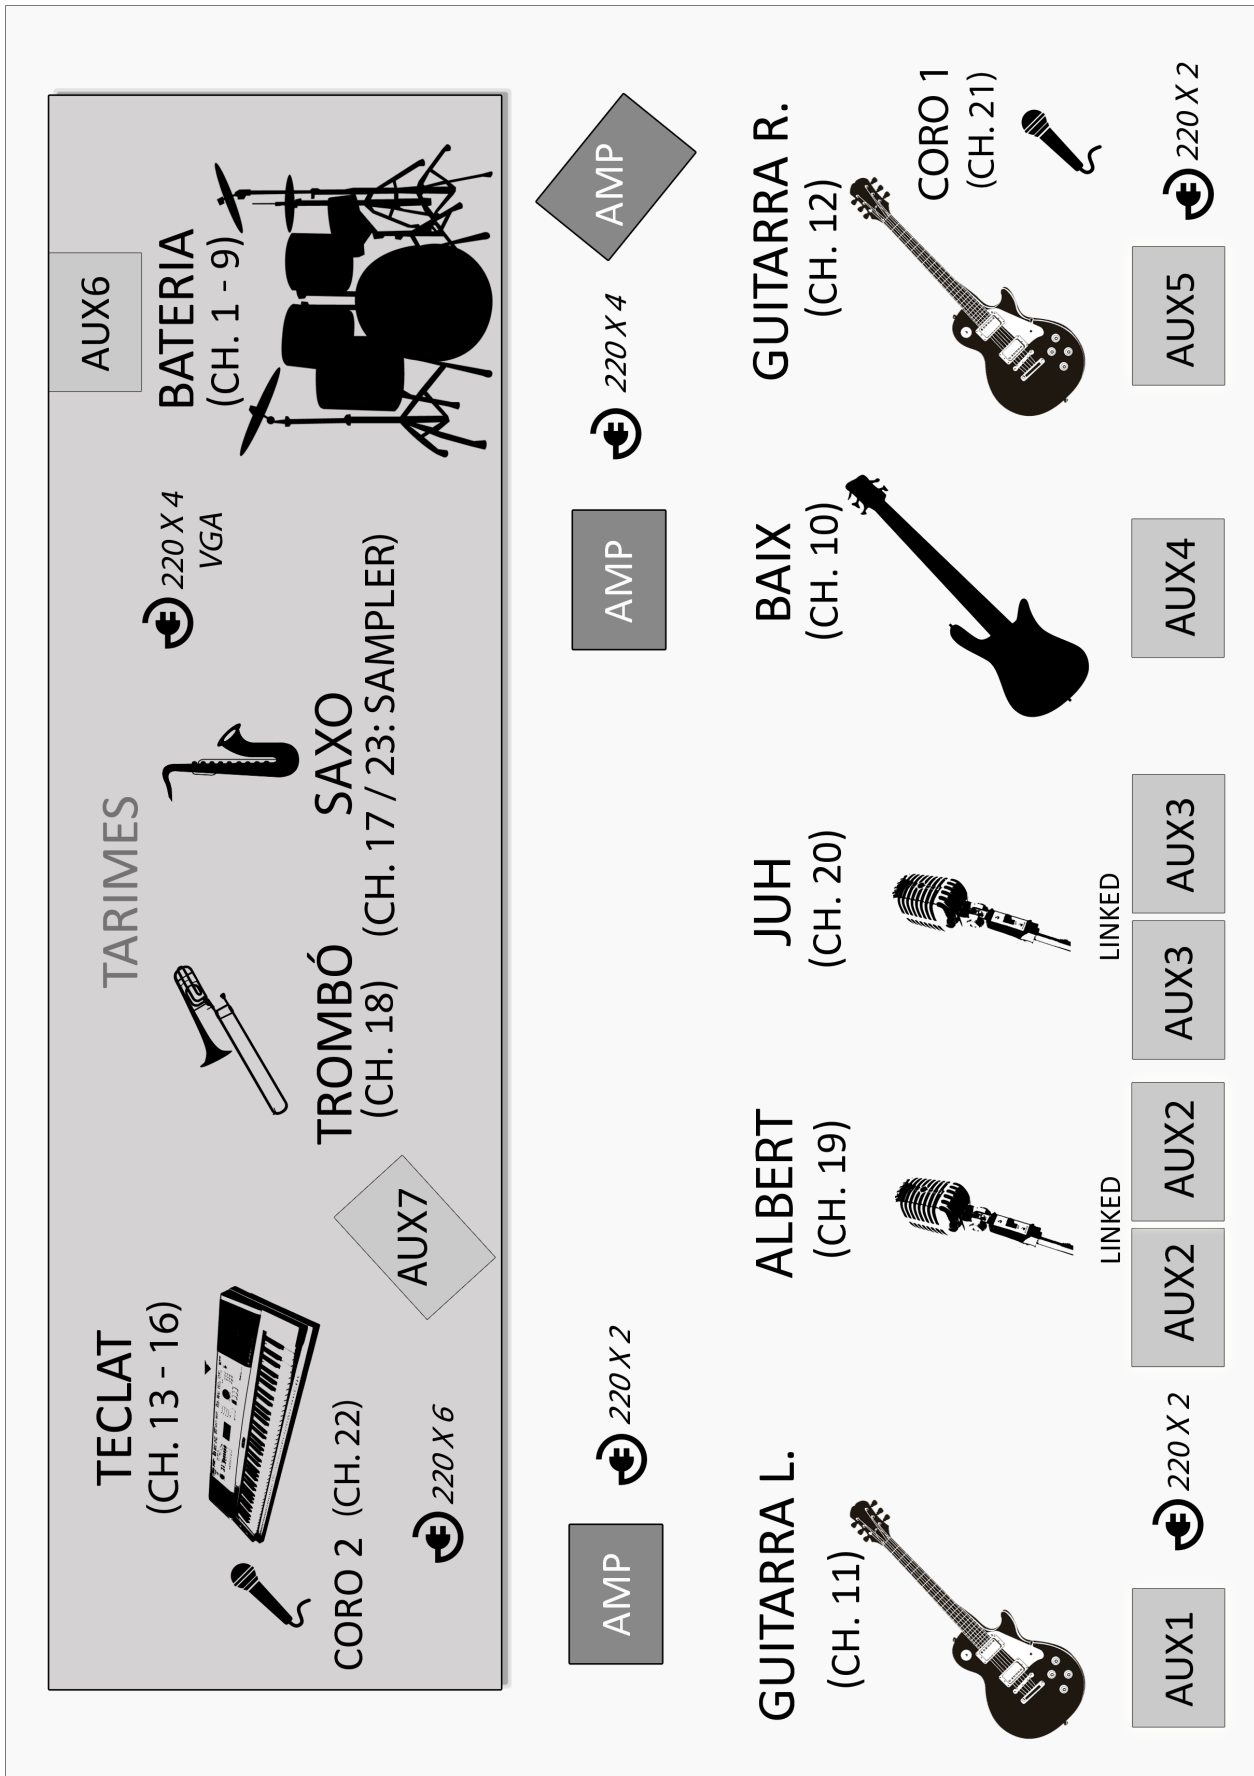 TARIMES
AUX6
TECLAT
(CH. 13 - 16)
BATERIA
(CH. 1 - 9)
220 X 4
VGA
TROMBÓ
(CH. 18)
SAXO
(CH. 17 / 23: SAMPLER)
CORO 2 (CH. 22)
AUX7
220 X 6
AMP
220 X 2
AMP
220 X 4
AMP
GUITARRA L.
(CH. 11)
ALBERT
(CH. 19)
JUH
(CH. 20)
BAIX
(CH. 10)
GUITARRA R.
(CH. 12)
CORO 1
(CH. 21)
LINKED
LINKED
220 X 2
220 X 2
AUX1
AUX2
AUX2
AUX3
AUX3
AUX4
AUX5